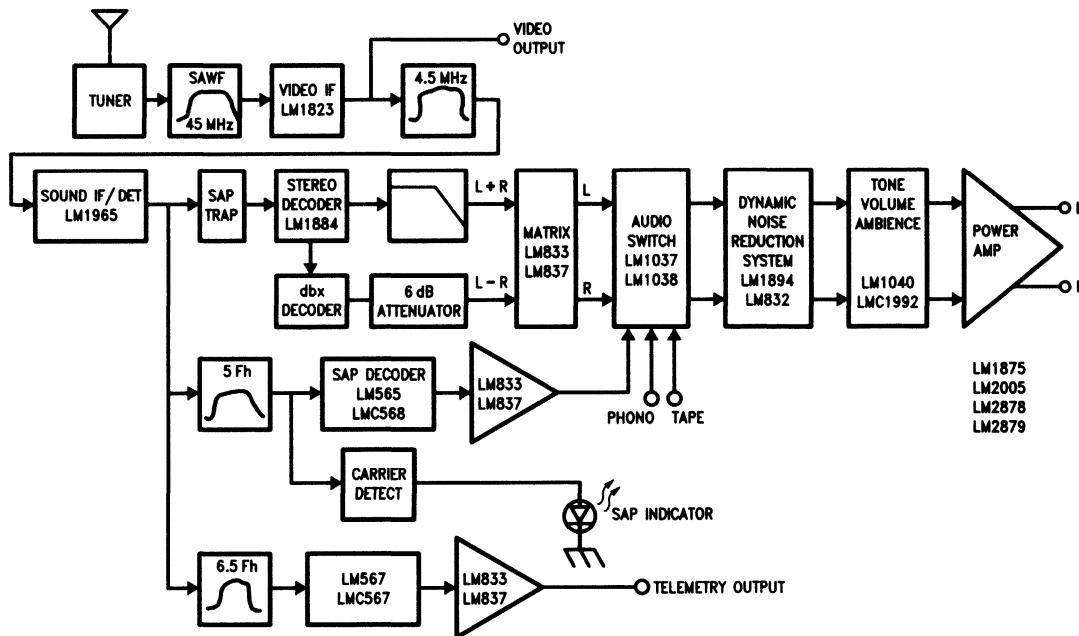 VIDEO
OUTPUT
TUNER
SAWF
45 MHz
VIDEO IF
LM1823
4.5 MHz
SOUND IF/DET
LM1965
SAP
TRAP
STEREO
DECODER
LM1884
L+R
dbx
DECODER
6 dB
ATTENUATOR
L-R
MATRIX
LM833
LM837
L
R
AUDIO
SWITCH
LM1037
LM1038
DYNAMIC
NOISE
REDUCTION
SYSTEM
LM1894
LM832
TONE
VOLUME
AMBIENCE
LM1040
LMC1992
POWER
AMP
LM1875
LM2005
LM2878
LM2879
5 Fh
SAP DECODER
LM565
LMC568
LM833
LM837
PHONO
TAPE
CARRIER
DETECT
SAP INDICATOR
6.5 Fh
LM567
LMC567
LM833
LM837
TELEMETRY OUTPUT